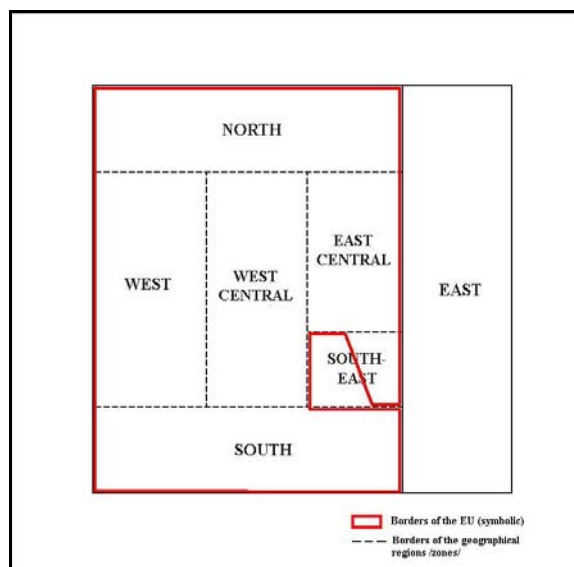 NORTH
WEST
WEST
CENTRAL
EAST
CENTRAL
EAST
SOUTH-
EAST
SOUTH
Borders of the EU (symbolic)
Borders of the geographical
regions /zones/